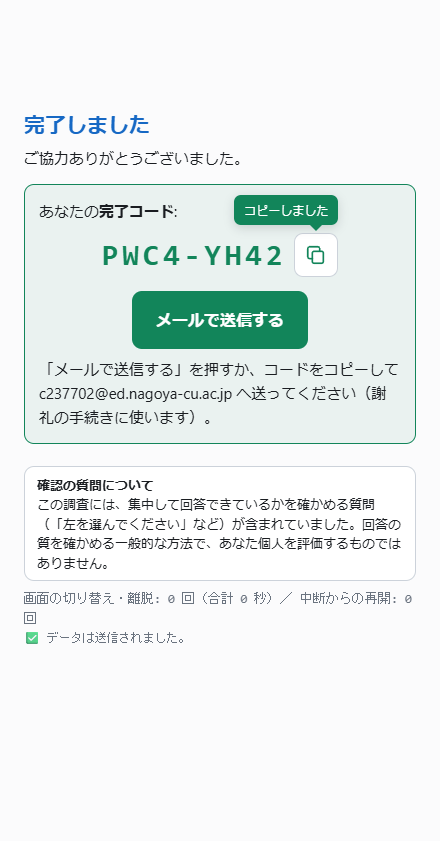 完了しました
ご協力ありがとうございました。
あなたの完了コード:
コピーしました
PWC4-YH42
メールで送信する
「メールで送信する」を押すか、コードをコピーして
c237702@ed.nagoya-cu.ac.jp へ送ってください（謝
礼の手続きに使います）。
確認の質問について
この調査には、集中して回答できているかを確かめる質問
（「左を選んでください」など）が含まれていました。回答の
質を確かめる一般的な方法で、あなた個人を評価するものでは
ありません。
画面の切り替え・離脱: 0 回（合計 0 秒）／ 中断からの再開: 0
回
✅ データは送信されました。